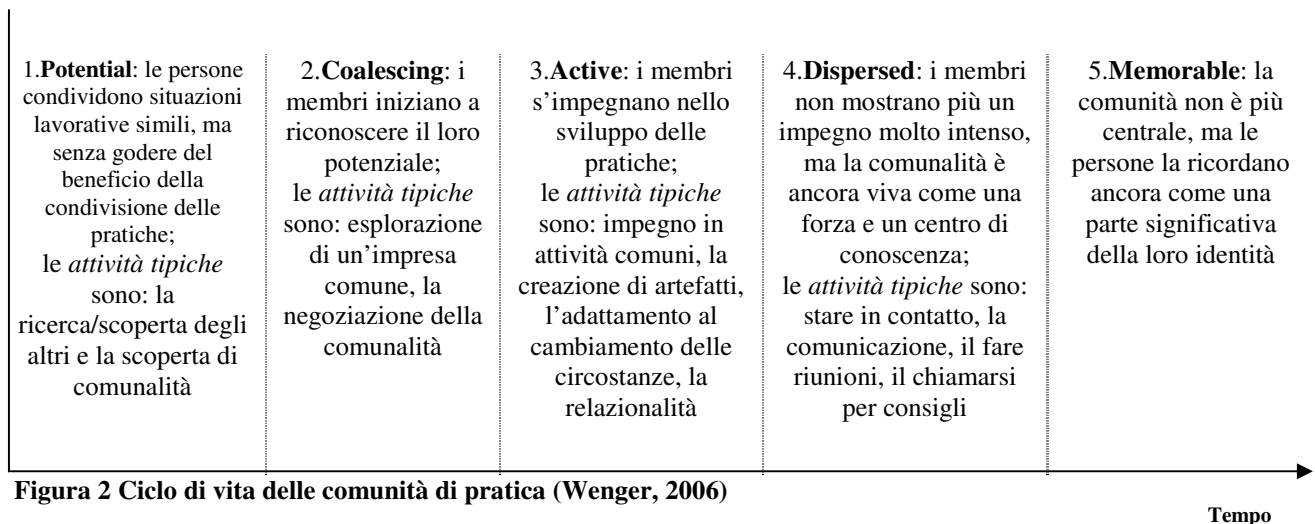 1.Potential: le persone
condividono situazioni
lavorative simili, ma
senza godere del
beneficio della
condivisione delle
pratiche;
le attività tipiche
sono: la
ricerca/scoperta degli
altri e la scoperta di
comunalità
2.Coalescing: i
membri iniziano a
riconoscere il loro
potenziale;
le attività tipiche
sono: esplorazione
di un’impresa
comune, la
negoziazione della
comunalità
3.Active: i membri
s’impegnano nello
sviluppo delle
pratiche;
le attività tipiche
sono: impegno in
attività comuni, la
creazione di artefatti,
l’adattamento al
cambiamento delle
circostanze, la
relazionalità
4.Dispersed: i membri
non mostrano più un
impegno molto intenso,
ma la comunalità è
ancora viva come una
forza e un centro di
conoscenza;
le attività tipiche sono:
stare in contatto, la
comunicazione, il fare
riunioni, il chiamarsi
per consigli
5.Memorable: la
comunità non è più
centrale, ma le
persone la ricordano
ancora come una
parte significativa
della loro identità
Figura 2 Ciclo di vita delle comunità di pratica (Wenger, 2006)
Tempo